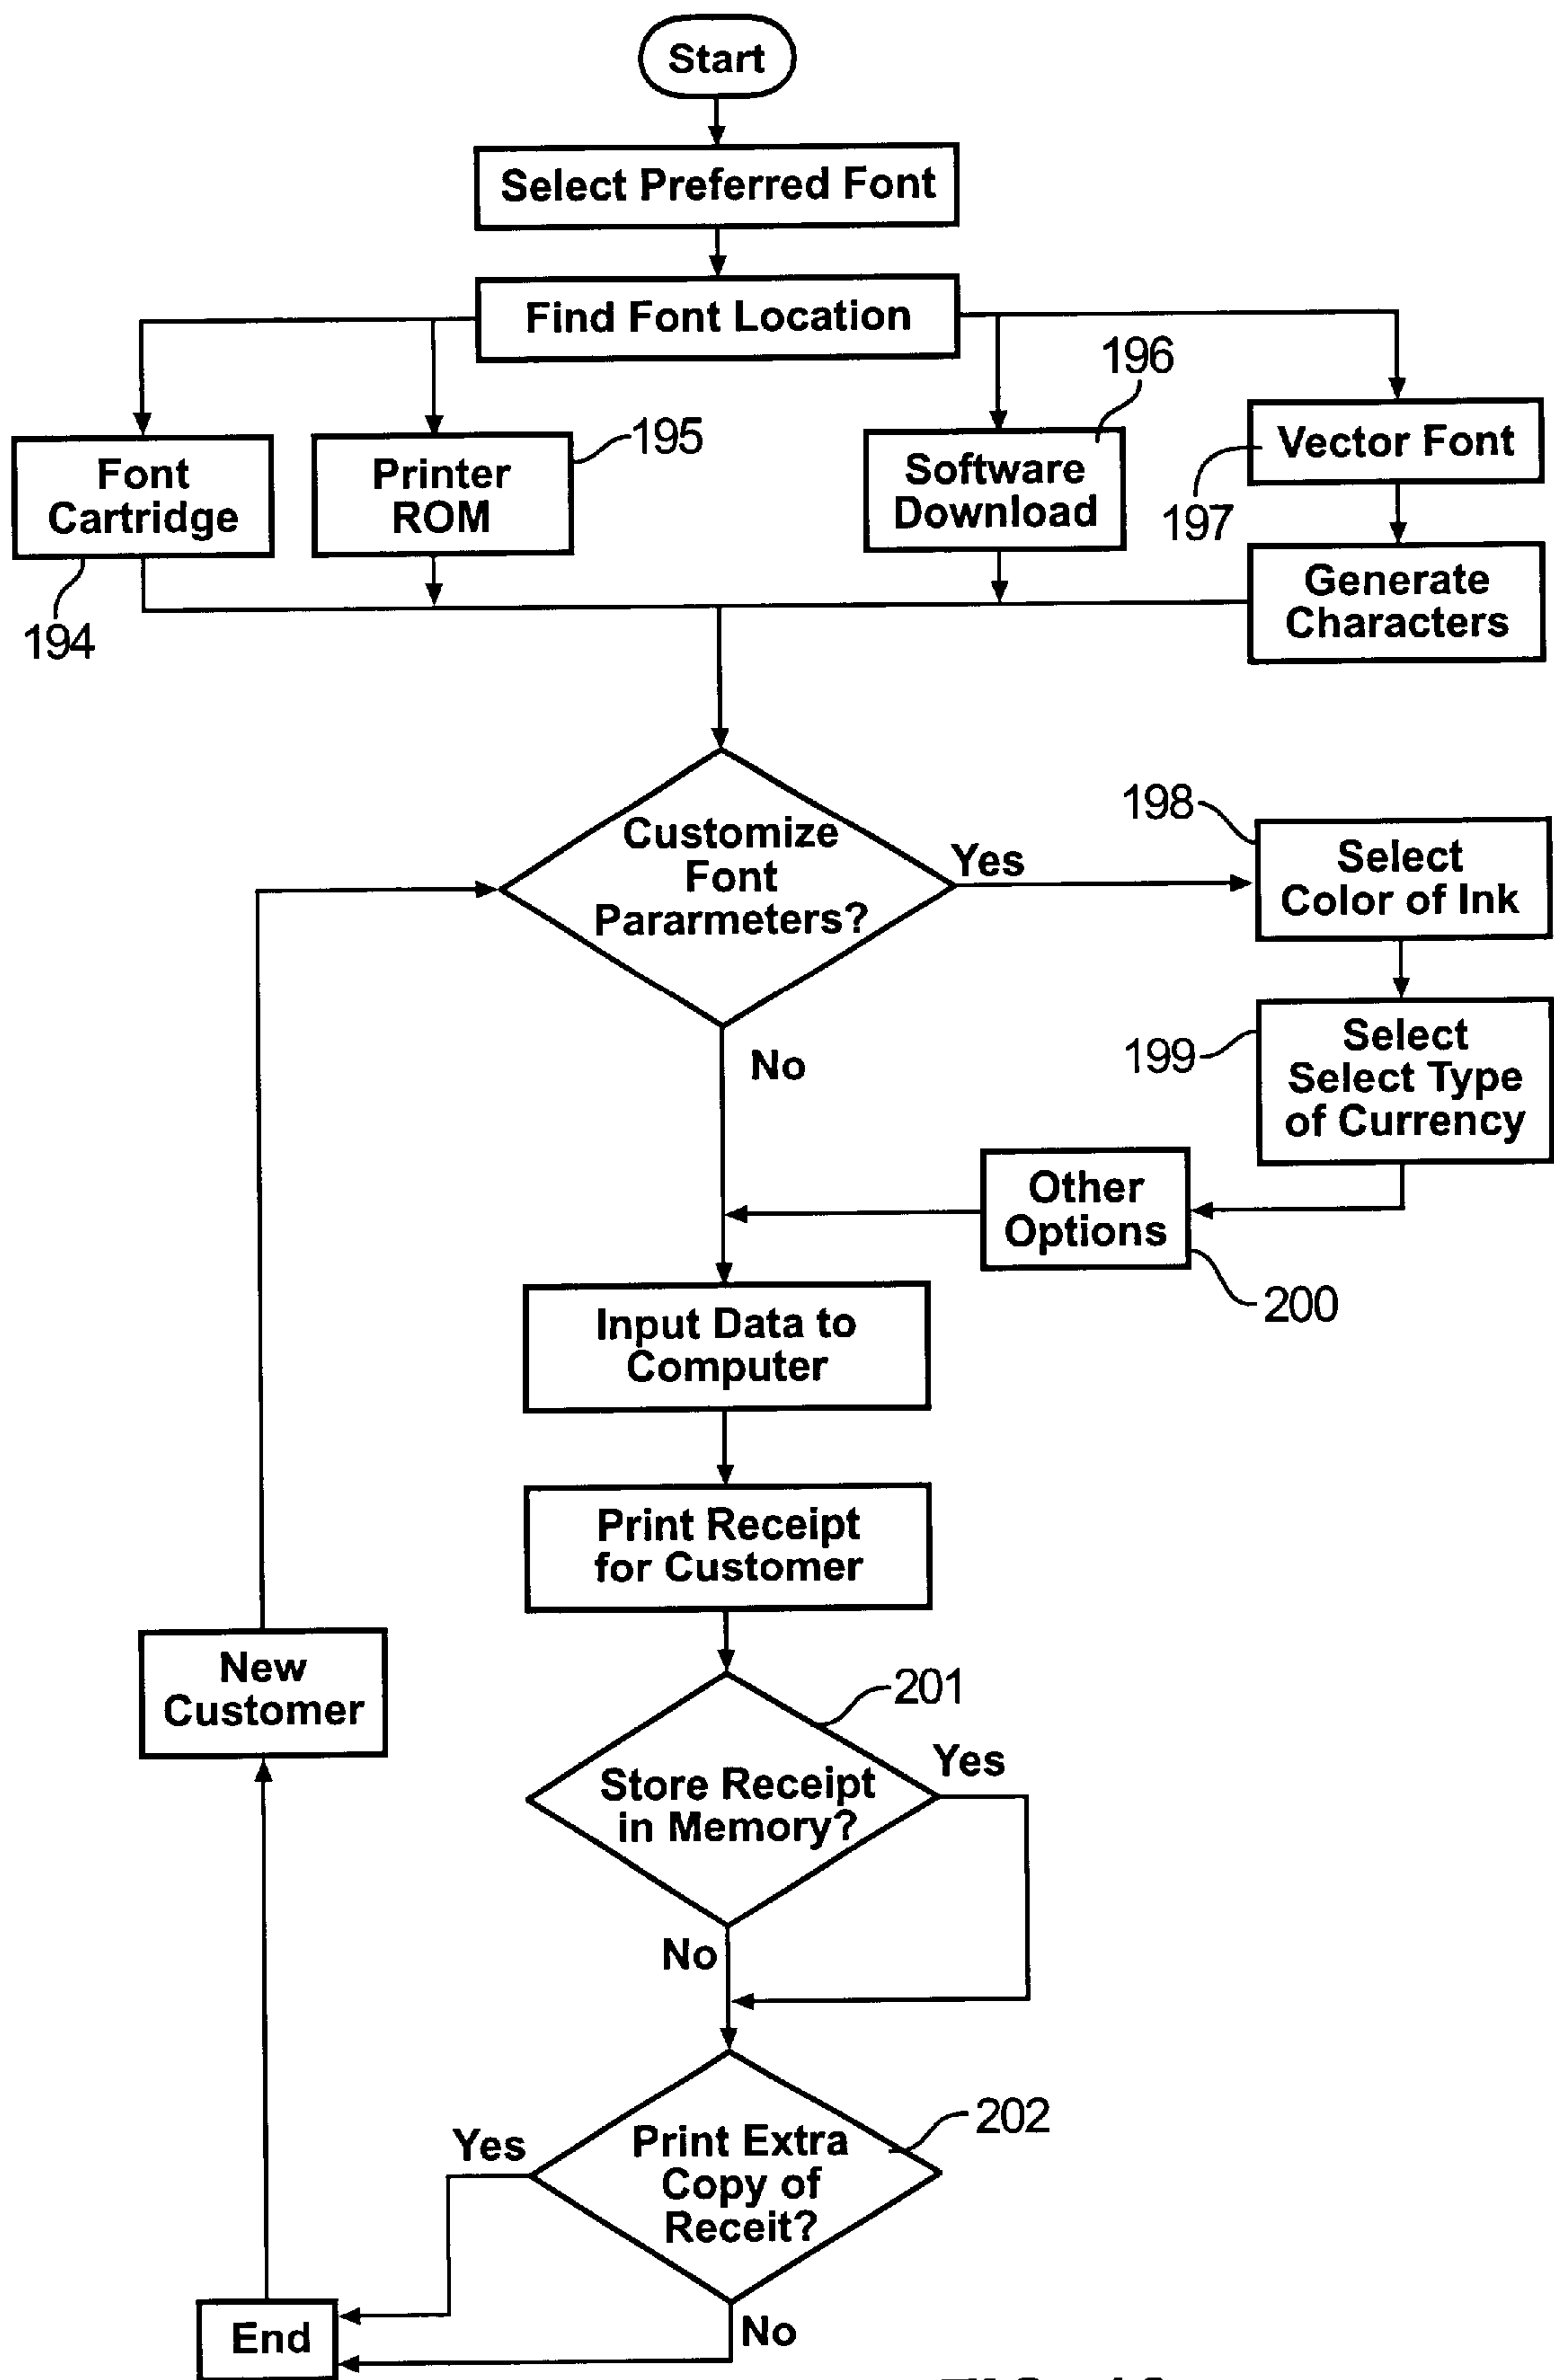 Start
Select Preferred Font
Find Font Location
196
195
Font
Cartridge
Printer
ROM
Software
Download
Vector Font
197
194
Generate
Characters
Customize
Font
Pararmeters?
Yes
198
Select
Color of Ink
No
199
Select
Select Type
of Currency
Other
Options
200
Input Data to
Computer
Print Receipt
for Customer
New
Customer
201
Store Receipt
in Memory?
Yes
No
202
Yes
Print Extra
Copy of
Receit?
End
No